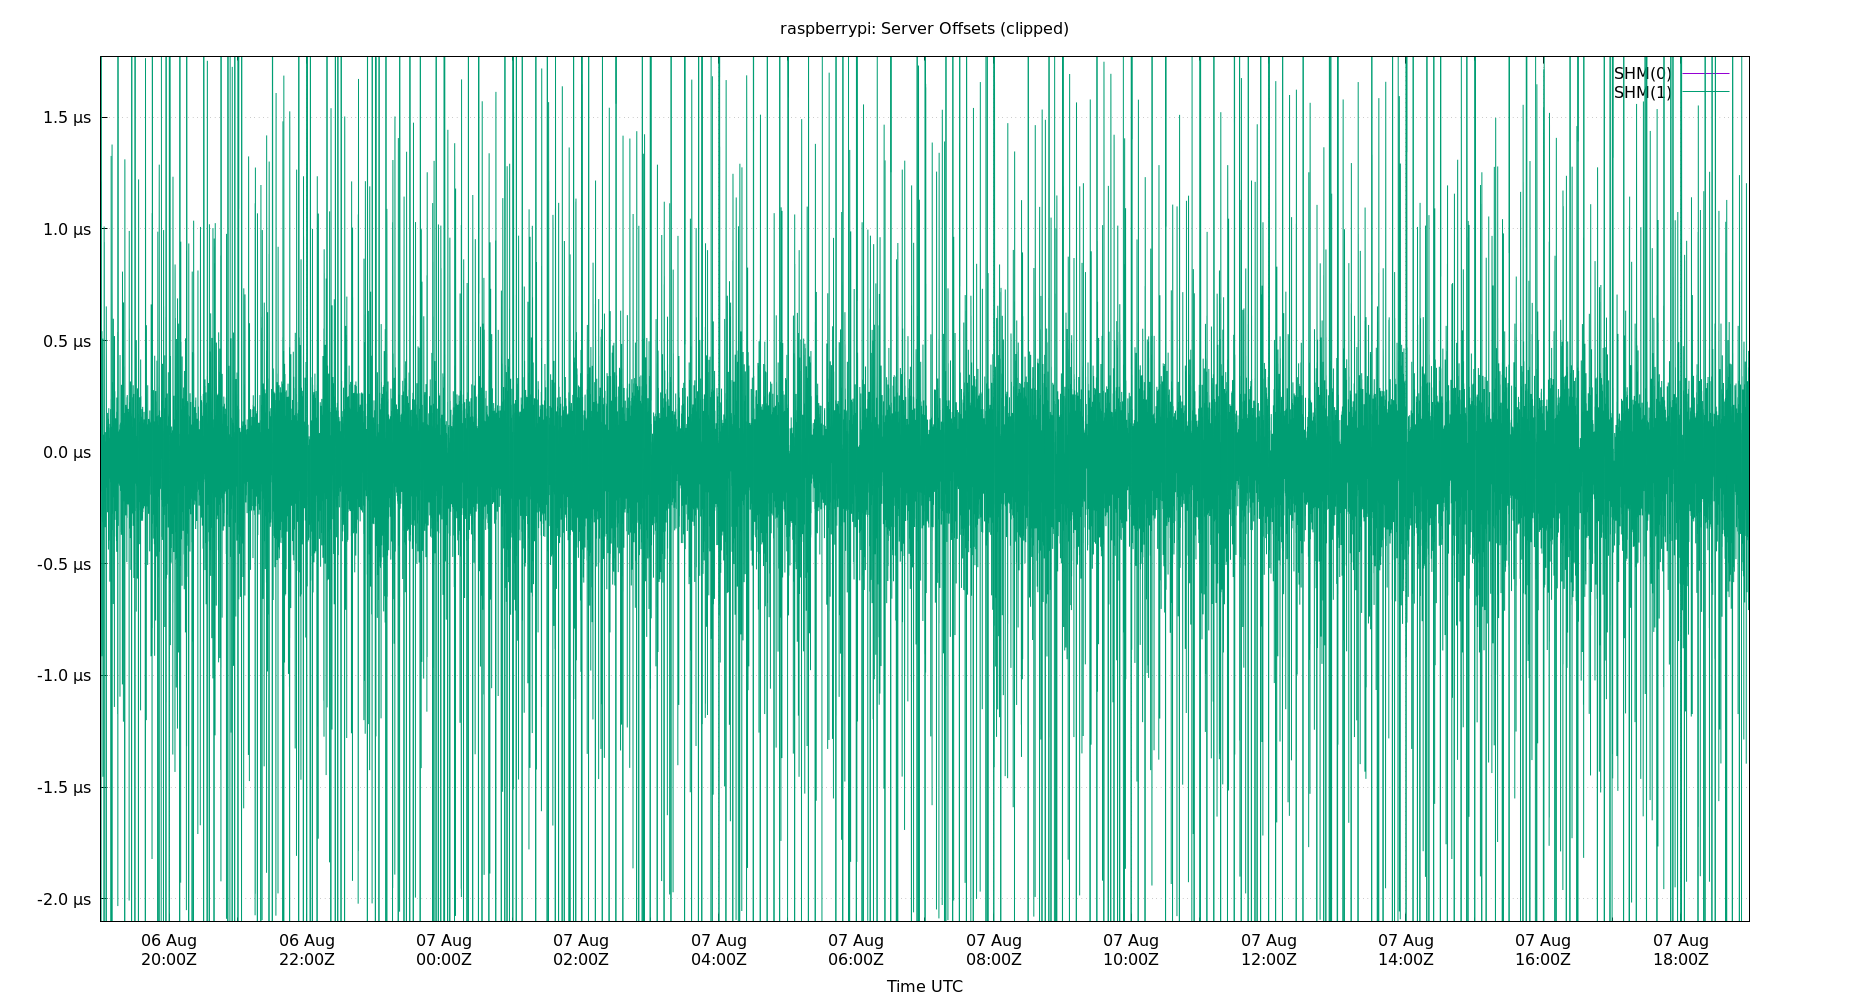 raspberrypi: Server Offsets (clipped)
SHM(0)
SHM(1)
1.5 µs
1.0 µs
0.5 µs
0.0 µs
-0.5 µs
-1.0 µs
-1.5 µs
-2.0 µs
06 Aug 06 Aug 07 Aug 07 Aug 07 Aug 07 Aug 07 Aug 07 Aug 07 Aug 07 Aug 07 Aug 07 Aug
20:00Z 22:00Z 00:00Z 02:00Z 04:00Z 06:00Z 08:00Z 10:00Z 12:00Z 14:00Z 16:00Z 18:00Z
Time UTC